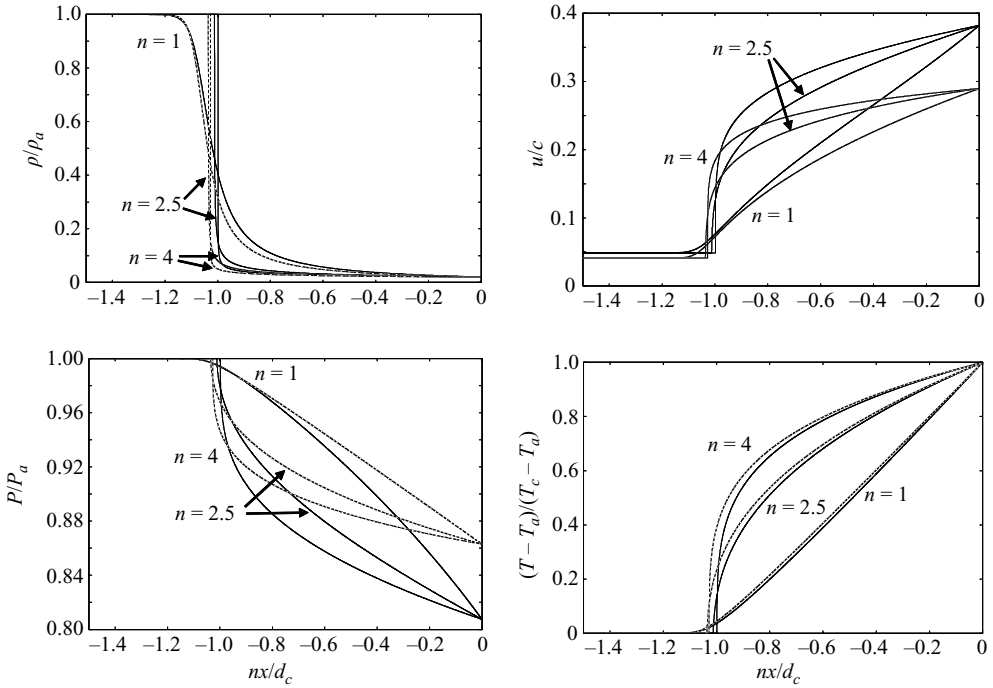 1.0
0.8
0.6
0.4
0.2
0
ρ/ρa
n = 1
n = 2.5
n = 4
−1.4 −1.2 −1.0 −0.8 −0.6 −0.4 −0.2 0
0.4
0.3
0.2
0.1
0
u/c
n = 2.5
n = 4
n = 1
−1.4 −1.2 −1.0 −0.8 −0.6 −0.4 −0.2 0
1.00
0.96
0.92
0.88
0.84
0.80
P/Pa
n = 1
n = 4
n = 2.5
−1.4 −1.2 −1.0 −0.8 −0.6 −0.4 −0.2 0
nx/dc
1.0
0.8
0.6
0.4
0.2
0
(T − Ta)/(Tc − Ta)
n = 4
n = 2.5
n = 1
−1.4 −1.2 −1.0 −0.8 −0.6 −0.4 −0.2 0
nx/dc